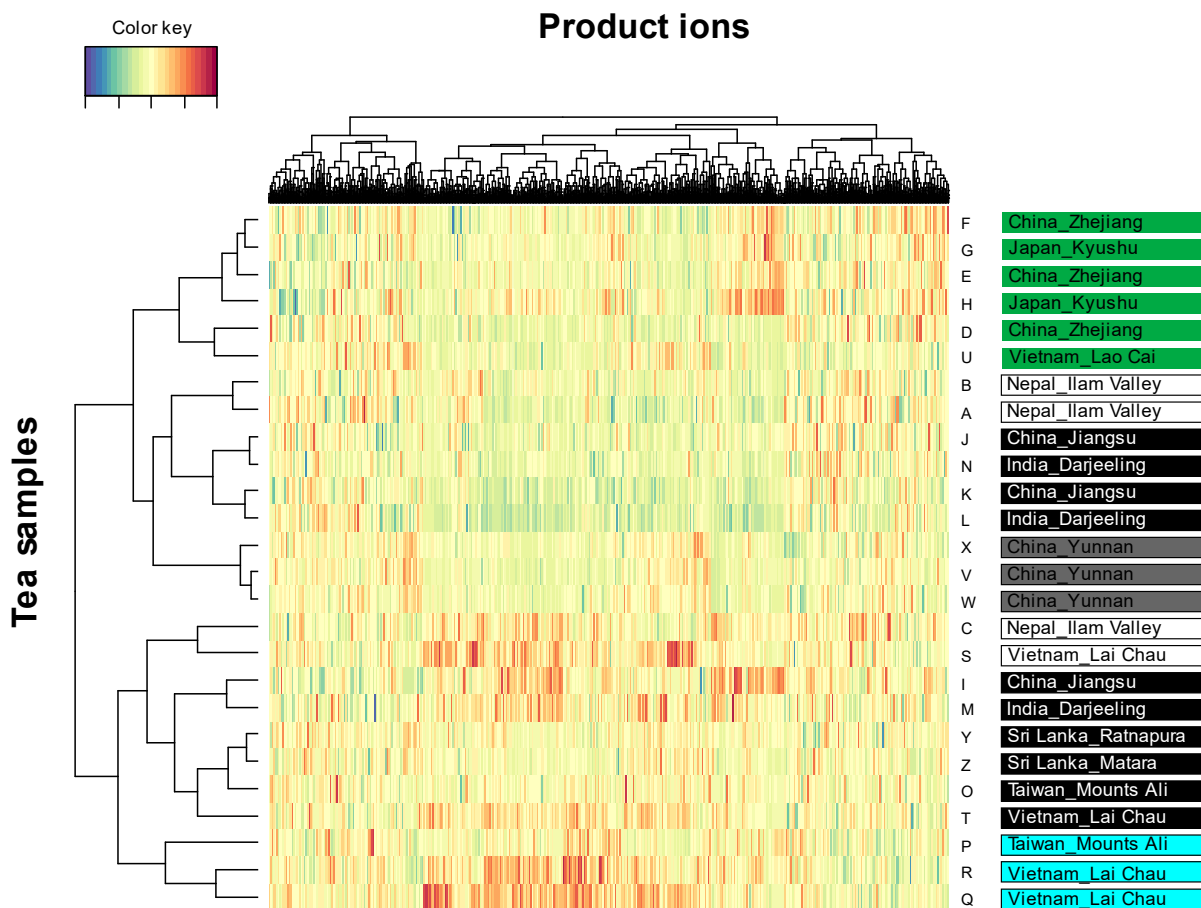 Product ions
Color key
Tea samples
F China_Zhejiang
G Japan_Kyushu
E China_Zhejiang
H Japan_Kyushu
D China_Zhejiang
U Vietnam_Lao Cai
B Nepal_Ilam Valley
A Nepal_Ilam Valley
J China_Jiangsu
N India_Darjeeling
K China_Jiangsu
L India_Darjeeling
X China_Yunnan
V China_Yunnan
W China_Yunnan
C Nepal_Ilam Valley
S Vietnam_Lai Chau
I China_Jiangsu
M India_Darjeeling
Y Sri Lanka_Ratnapura
Z Sri Lanka_Matara
O Taiwan_Mounts Ali
T Vietnam_Lai Chau
P Taiwan_Mounts Ali
R Vietnam_Lai Chau
Q Vietnam_Lai Chau